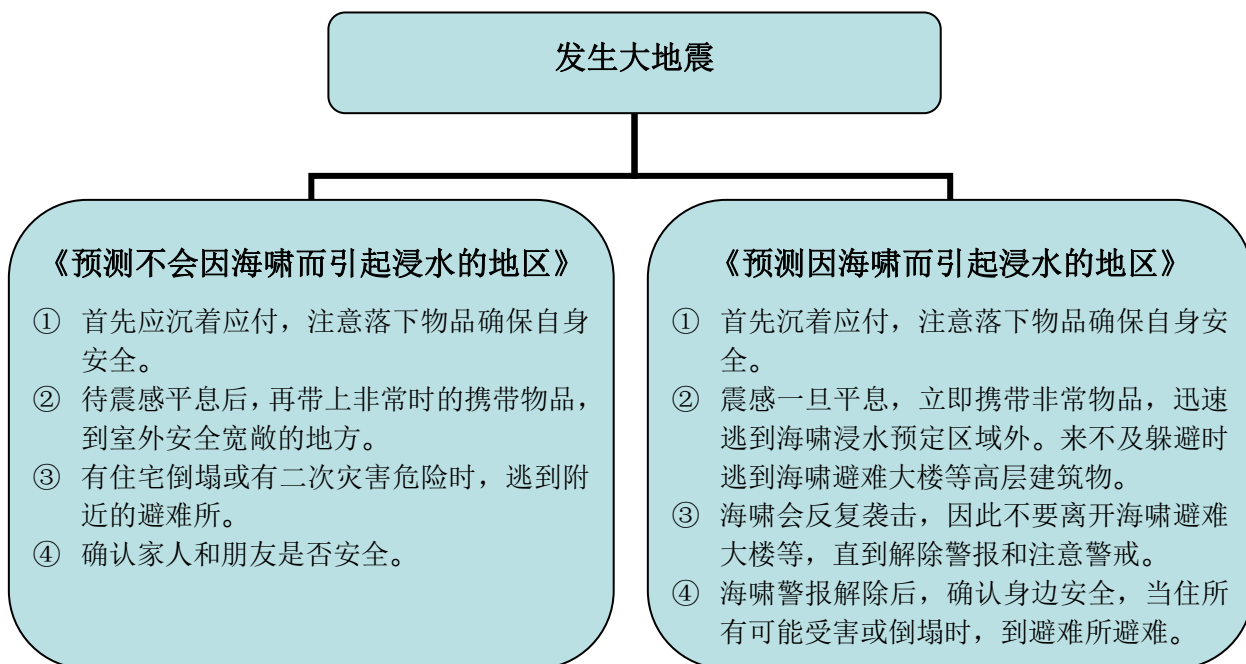 发生大地震
《预测不会因海啸而引起浸水的地区》
① 首先应沉着应付，注意落下物品确保自身
安全。
② 待震感平息后，再带上非常时的携带物品，
到室外安全宽敞的地方。
③ 有住宅倒塌或有二次灾害危险时，逃到附
近的避难所。
④ 确认家人和朋友是否安全。
《预测因海啸而引起浸水的地区》
① 首先沉着应付，注意落下物品确保自身安
全。
② 震感一旦平息，立即携带非常物品，迅速
逃到海啸浸水预定区域外。来不及躲避时
逃到海啸避难大楼等高层建筑物。
③ 海啸会反复袭击，因此不要离开海啸避难
大楼等，直到解除警报和注意警戒。
④ 海啸警报解除后，确认身边安全，当住所
有可能受害或倒塌时，到避难所避难。